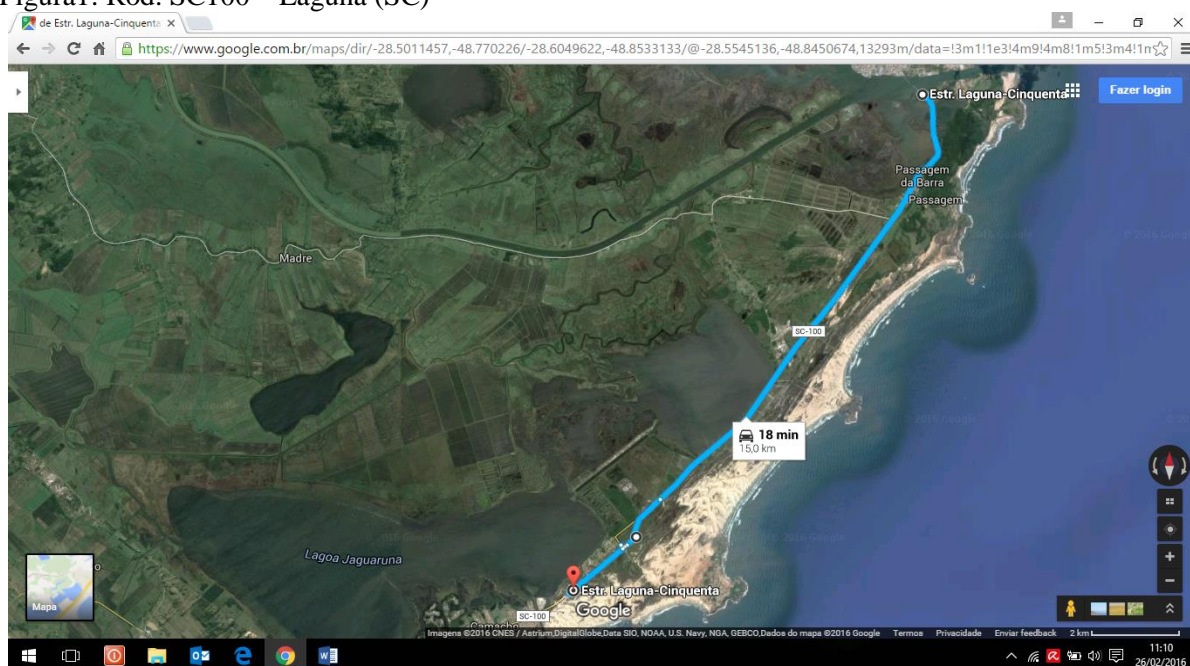 Figura1: Rod. SC100 – Laguna (SC)
de Estr. Laguna-Cinquenta
https://www.google.com.br/maps/dir/-28.5011457,-48.770226/-28.6049622,-48.8533133/@-28.5545136,-48.8450674,13293m/data=!3m1!1e3!4m9!4m8!1m5!3m4!1m
Estr. Laguna-Cinquenta
Fazer login
Passagem
da Barra
Passagem
Madre
SC-100
18 min
15,0 km
Lagoa Jaguaruna
Estr. Laguna-Cinquenta
Mapa
SC-100
Google
Camacho
Imagens ©2016 CNES / Astrium,DigitalGlobe,Data SIO, NOAA, U.S. Navy, NGA, GEBCO,Dados do mapa ©2016 Google Termos Privacidade Enviar feedback 2 km
11:10
26/02/2016